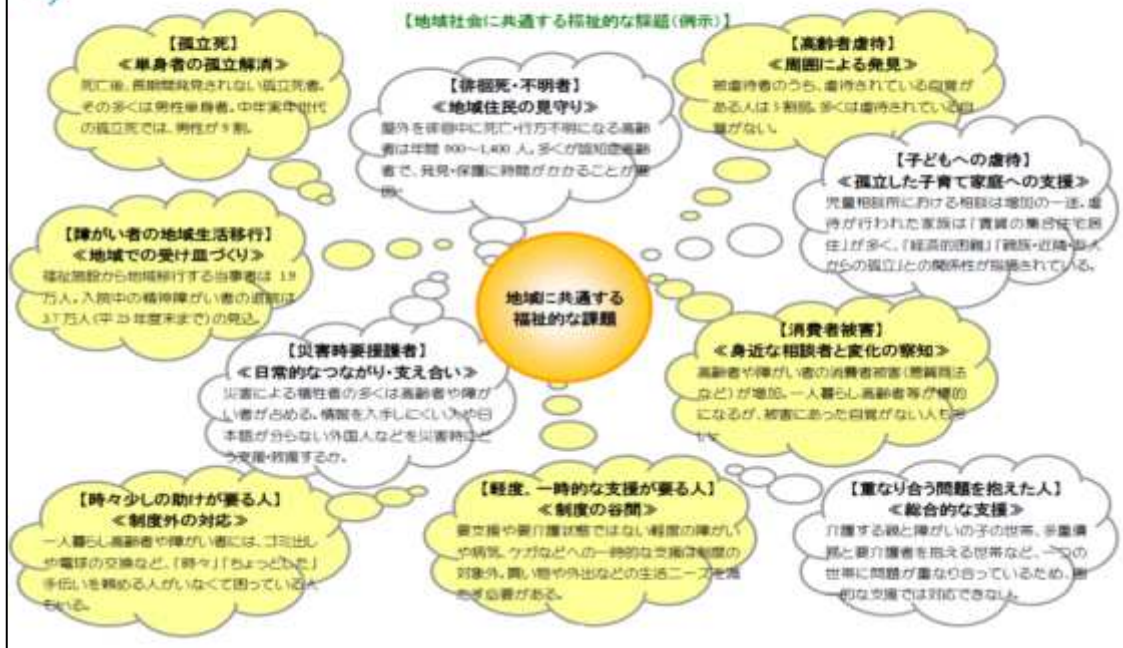 【地域社会に共通する福祉的な課題(例示)】
【孤立死】
≪単身者の孤立解消≫
死亡後、長期間発見されない孤立死者。
その多くは男性単身者。中年実年世代
の孤立死では、男性が9割。
【徘徊死・不明者】
≪地域住民の見守り≫
屋外を徘徊中に死亡・行方不明になる高齢
者は年間 900～1,400 人。多くが認知症高齢
者で、発見・保護に時間がかかることが
【高齢者虐待】
≪周囲による発見≫
被虐待者のうち、虐待されている自覚が
ある人は 割弱。多くは虐待されている自
覚がない。
【子どもへの虐待】
≪孤立した子育て家庭への支援≫
児童相談所における相談は増加の一途。虐
待が行われた家族は「賃貸の集合住宅居
住」が多く、「経済的困難」「親族・近隣・友人
からの孤立」との関係性が指摘されている。
【障がい者の地域生活移行】
≪地域での受け皿づくり≫
福祉施設から地域移行する当事者は 1.9
万人。入院中の精神障がい者の退院は
3.7 万人(平 23 年度末まで)の見込。
地域に共通する
福祉的な課題
【災害時要援護者】
≪日常的なつながり・支え合い≫
災害による犠牲者の多くは高齢者や障が
い者が占める。情報を入手しにくい人や日
本語が分らない外国人などを災害時にど
う支援・救援するか。
【消費者被害】
≪身近な相談者と変化の察知≫
高齢者や障がい者の消費者被害(悪質商法
など)が増加。一人暮らし高齢者等が標的
になるが、被害にあった自覚がない人も多
い。
【時々少しの助けが要る人】
≪制度外の対応≫
一人暮らし高齢者や障がい者には、ゴミ出し
や電球の交換など、「時々」「ちょっとした」
手伝いを頼める人がいなくて困っている人
もいる。
【軽度、一時的な支援が要る人】
≪制度の谷間≫
要支援や要介護状態ではない軽度の障がい
や病気、ケガなどへの一時的な支援は制度の
対象外。買い物や外出などの生活ニーズを満
たす必要がある。
【重なり合う問題を抱えた人】
≪総合的な支援≫
介護する親と障がいの子の世帯、多重債
務と要介護者を抱える世帯など、一つの
世帯に問題が重なり合っているため、画
一的な支援では対応できない。